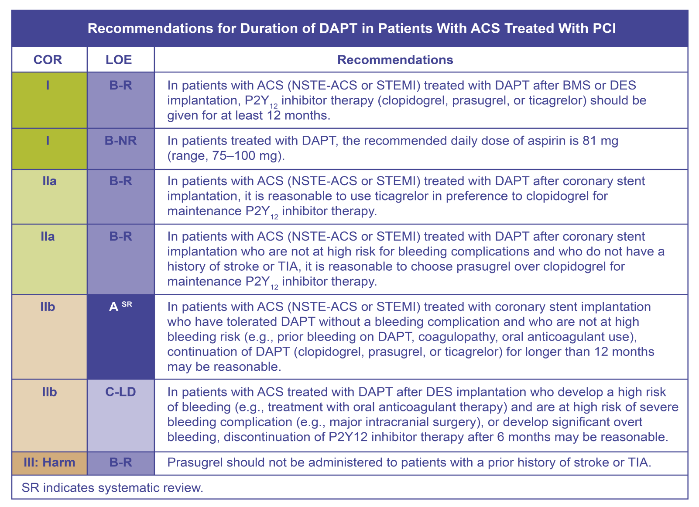 Recommendations for Duration of DAPT in Patients With ACS Treated With PCI
COR LOE Recommendations
I B-R In patients with ACS (NSTE-ACS or STEMI) treated with DAPT after BMS or DES
implantation, P2Y12 inhibitor therapy (clopidogrel, prasugrel, or ticagrelor) should be
given for at least 12 months.
I B-NR In patients treated with DAPT, the recommended daily dose of aspirin is 81 mg
(range, 75–100 mg).
IIa B-R In patients with ACS (NSTE-ACS or STEMI) treated with DAPT after coronary stent
implantation, it is reasonable to use ticagrelor in preference to clopidogrel for
maintenance P2Y12 inhibitor therapy.
IIa B-R In patients with ACS (NSTE-ACS or STEMI) treated with DAPT after coronary stent
implantation who are not at high risk for bleeding complications and who do not have a
history of stroke or TIA, it is reasonable to choose prasugrel over clopidogrel for
maintenance P2Y12 inhibitor therapy.
IIb A SR In patients with ACS (NSTE-ACS or STEMI) treated with coronary stent implantation
who have tolerated DAPT without a bleeding complication and who are not at high
bleeding risk (e.g., prior bleeding on DAPT, coagulopathy, oral anticoagulant use),
continuation of DAPT (clopidogrel, prasugrel, or ticagrelor) for longer than 12 months
may be reasonable.
IIb C-LD In patients with ACS treated with DAPT after DES implantation who develop a high risk
of bleeding (e.g., treatment with oral anticoagulant therapy) and are at high risk of severe
bleeding complication (e.g., major intracranial surgery), or develop significant overt
bleeding, discontinuation of P2Y12 inhibitor therapy after 6 months may be reasonable.
III: Harm B-R Prasugrel should not be administered to patients with a prior history of stroke or TIA.
SR indicates systematic review.